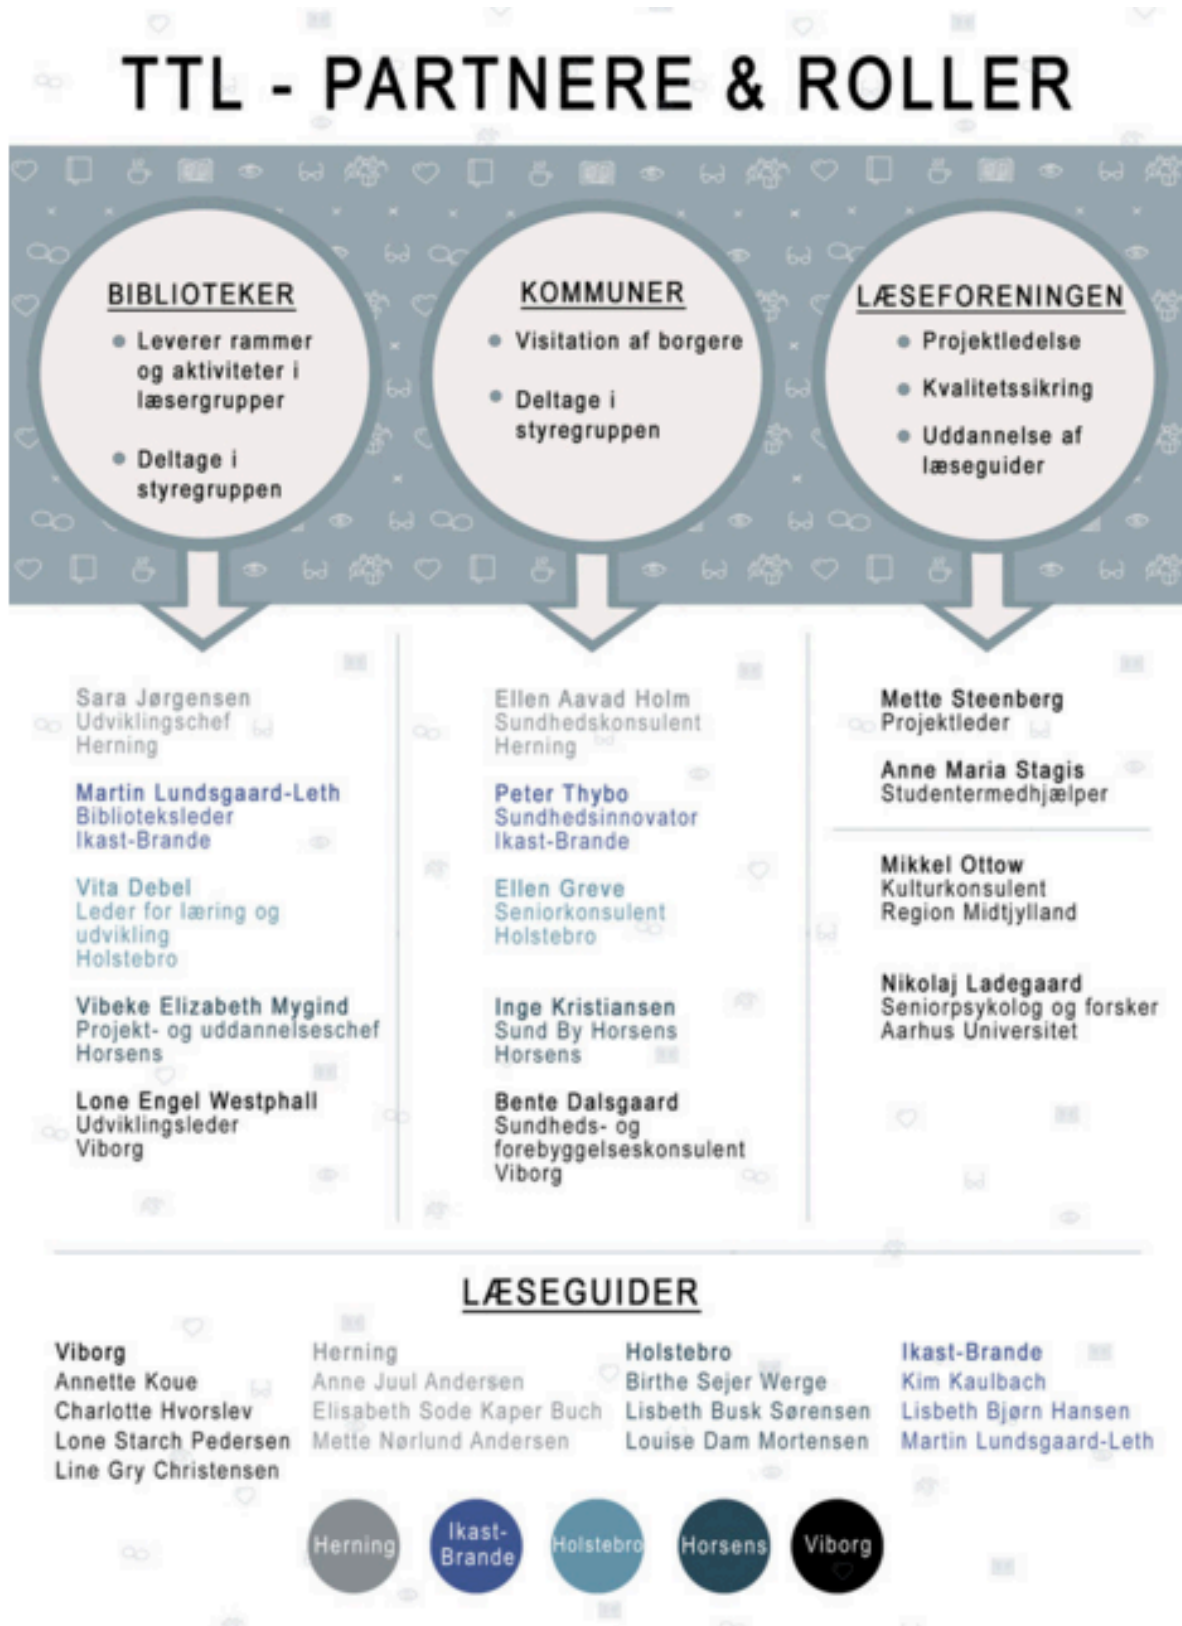 TTL - PARTNERE & ROLLER
BIBLIOTEKER
Leverer rammer
og aktiviteter i
læsergrupper
Deltage i
styregruppen
KOMMUNER
Visitation af borgere
Deltage i
styregruppen
LÆSEFORENINGEN
Projektledelse
Kvalitetssikring
Uddannelse af
læseguider
Sara Jørgensen
Udviklingschef
Herning
Martin Lundsgaard-Leth
Biblioteksleder
Ikast-Brande
Vita Debel
Leder for læring og
udvikling
Holstebro
Vibeke Elizabeth Mygind
Projekt- og uddannelseschef
Horsens
Lone Engel Westphall
Udviklingsleder
Viborg
Ellen Aavad Holm
Sundhedskonsulent
Herning
Peter Thybo
Sundhedsinnovator
Ikast-Brande
Ellen Greve
Seniorkonsulent
Holstebro
Inge Kristiansen
Sund By Horsens
Horsens
Bente Dalsgaard
Sundheds- og
forebyggelseskonsulent
Viborg
Mette Steenberg
Projektleder
Anne Maria Stagis
Studentermedhjælper
Mikkel Ottow
Kulturkonsulent
Region Midtjylland
Nikolaj Ladegaard
Seniorpsykolog og forsker
Aarhus Universitet
LÆSEGUIDER
Viborg
Annette Koue
Charlotte Hvorslev
Lone Starch Pedersen
Line Gry Christensen
Herning
Anne Juul Andersen
Elisabeth Sode Kaper Buch
Mette Nørlund Andersen
Holstebro
Birthe Sejer Werge
Lisbeth Busk Sørensen
Louise Dam Mortensen
Ikast-Brande
Kim Kaulbach
Lisbeth Bjørn Hansen
Martin Lundsgaard-Leth
Herning
Ikast-
Brande
Holstebro
Horsens
Viborg